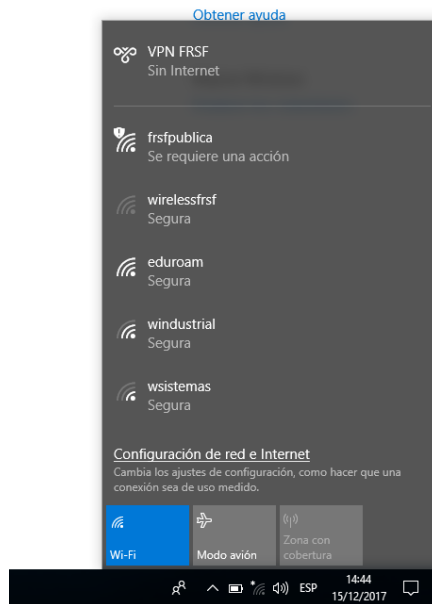 Obtener ayuda
VPN FRSF
Sin Internet
frsfpublica
Se requiere una acción
wirelessfrsf
Segura
eduroam
Segura
windustrial
Segura
wsistemas
Segura
Configuración de red e Internet
Cambia los ajustes de configuración, como hacer que una
conexión sea de uso medido.
Wi-Fi
Modo avión
Zona con
cobertura
ESP
14:44
15/12/2017